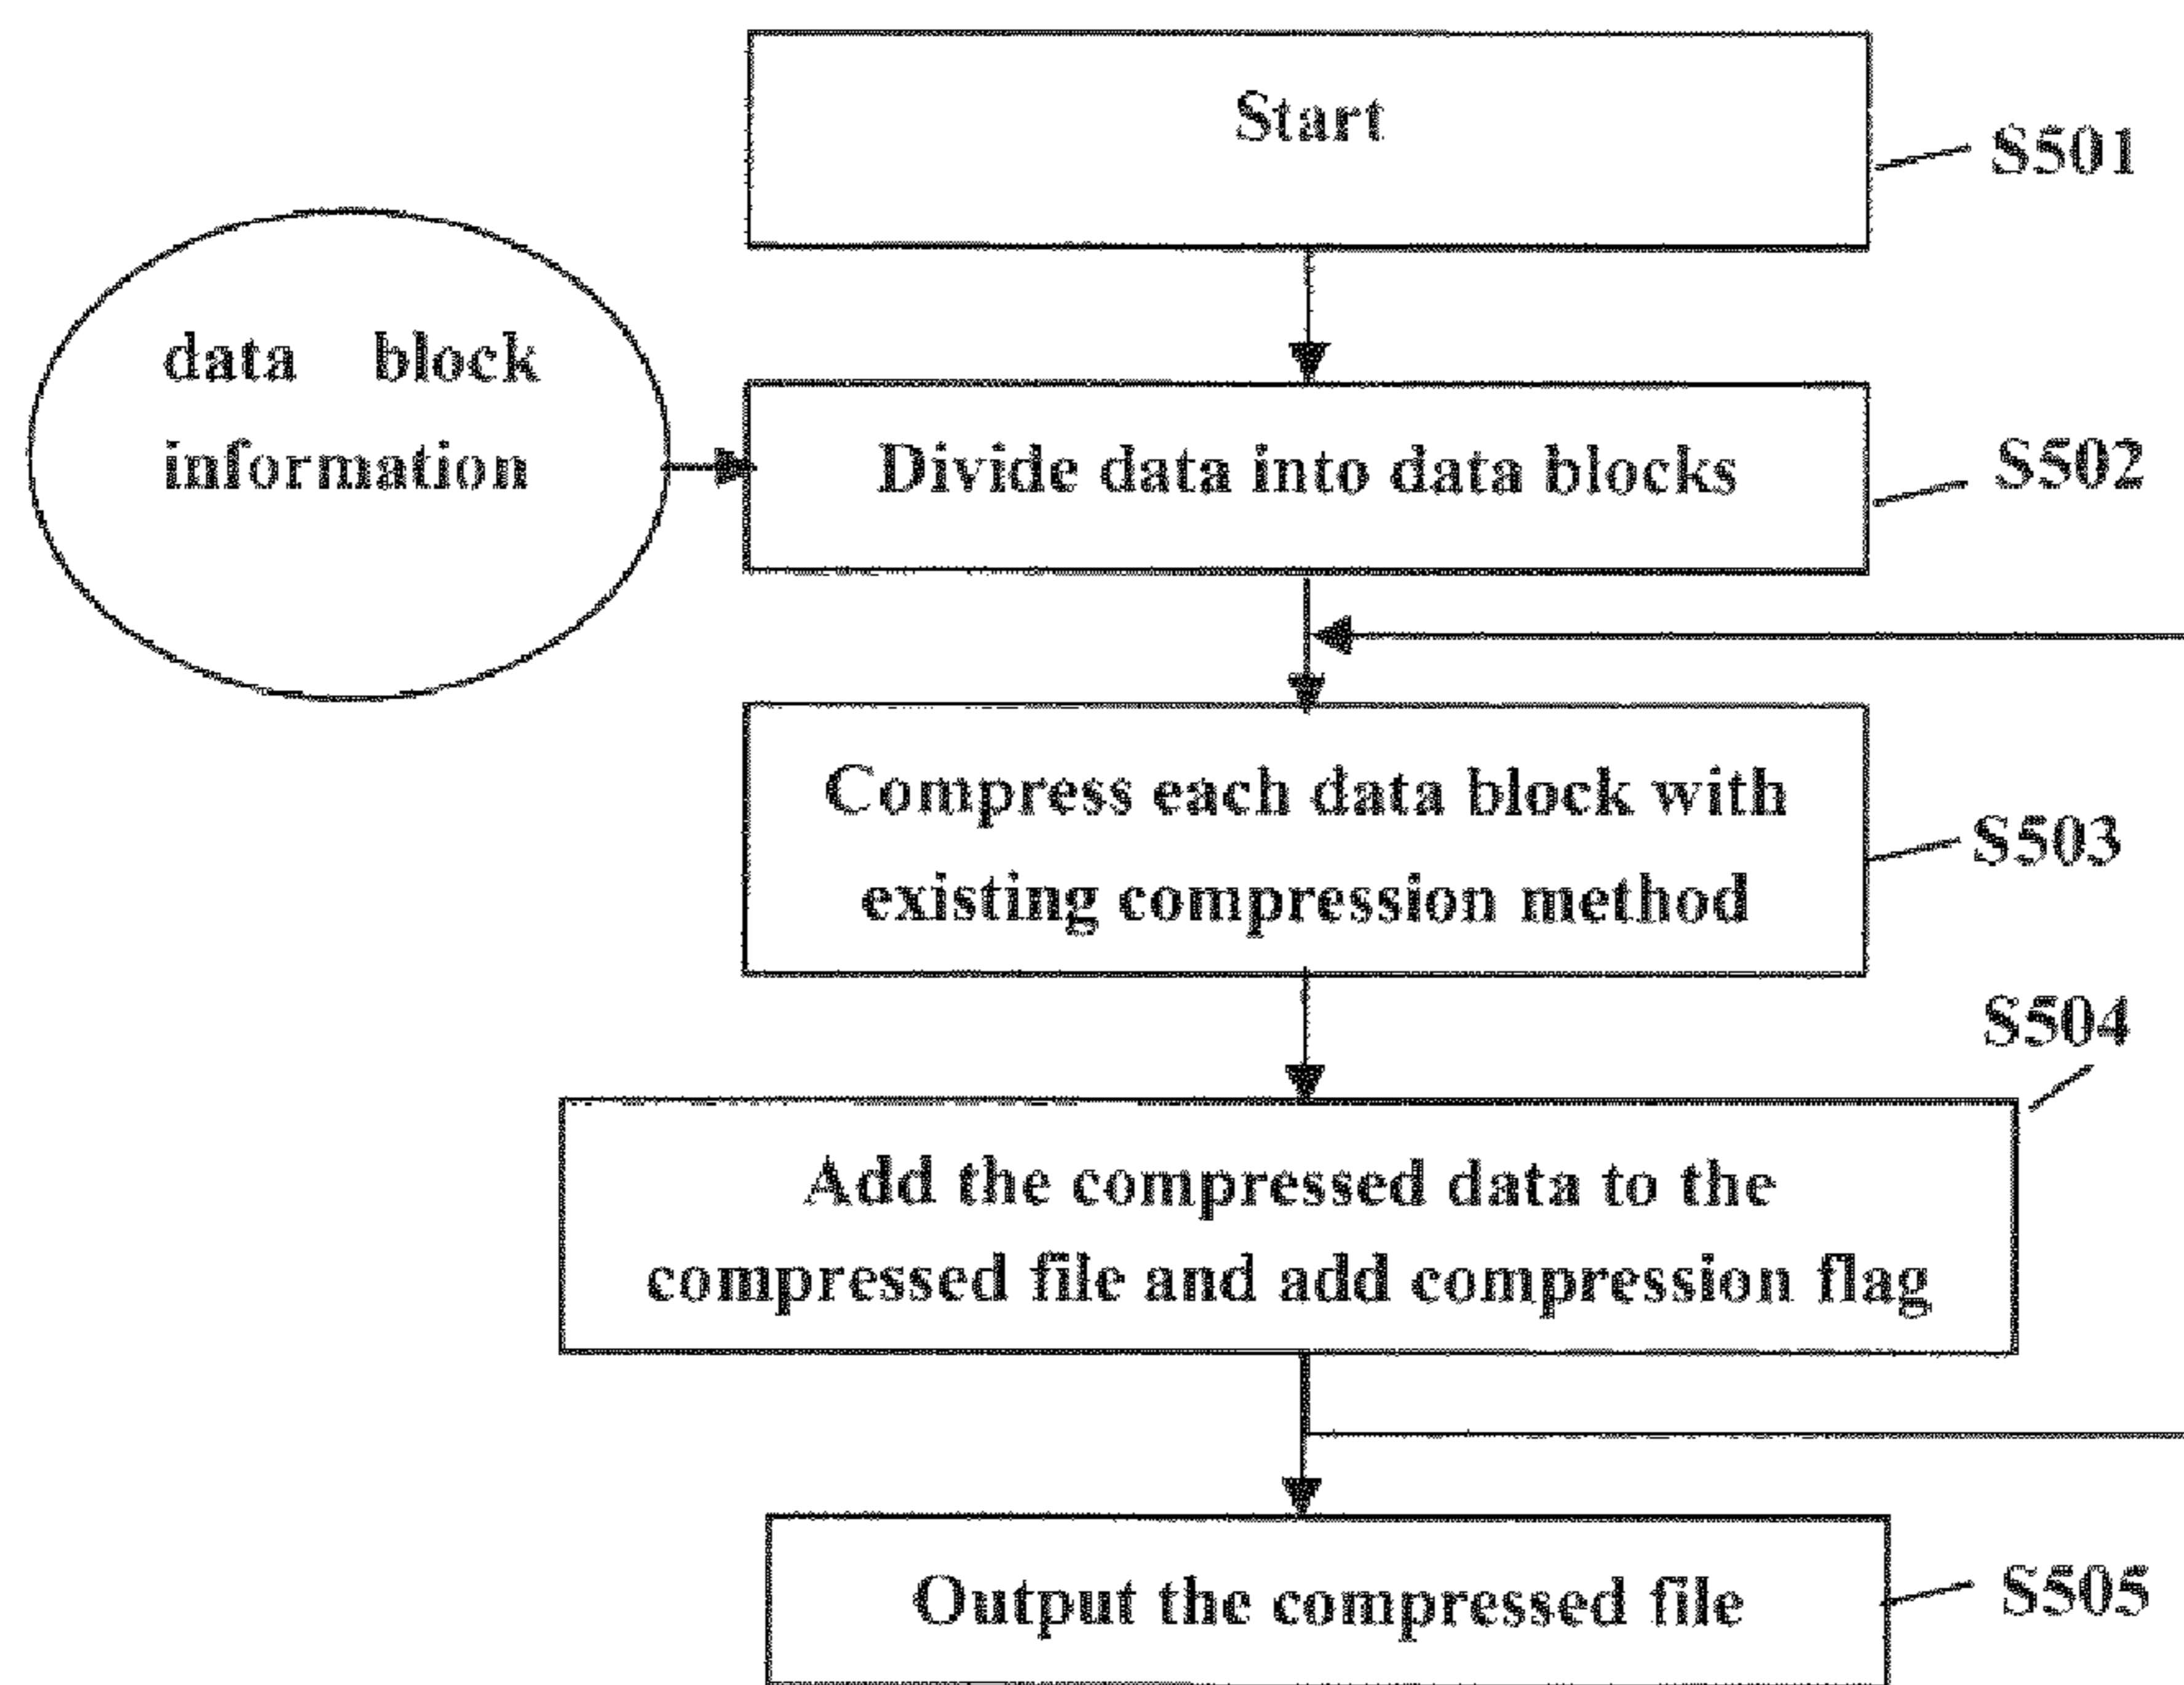 Start
S501
data block
information
Divide data into data blocks
S502
Compress each data block with
existing compression method
S503
S504
Add the compressed data to the
compressed file and add compression flag
Output the compressed file
S505